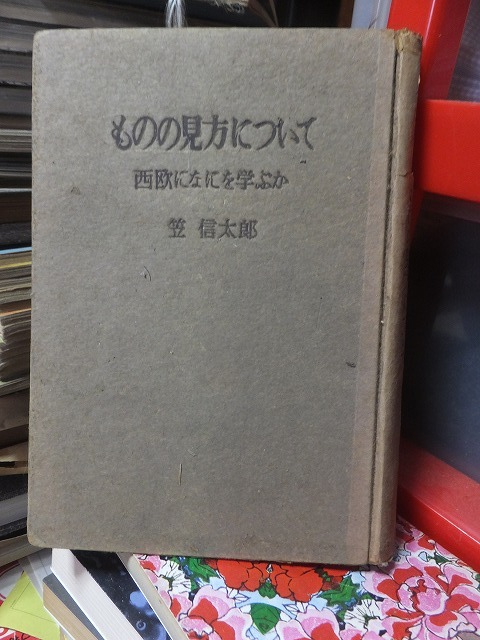 ものの見方について
西欧になにを学ぶか
笠 信太郎